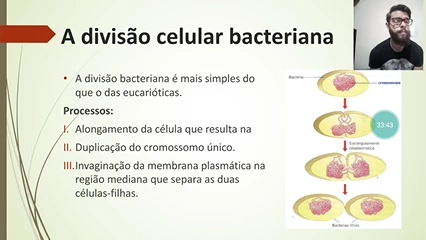 A divisão celular bacteriana
• A divisão bacteriana é mais simples do
que o das eucarióticas.
Processos:
I. Alongamento da célula que resulta na
II. Duplicação do cromossomo único.
III. Invaginação da membrana plasmática na
região mediana que separa as duas
células-filhas.
Bactéria
cromossomo
33:43
Estrangulamento
citoplasmático
Bactérias filhas